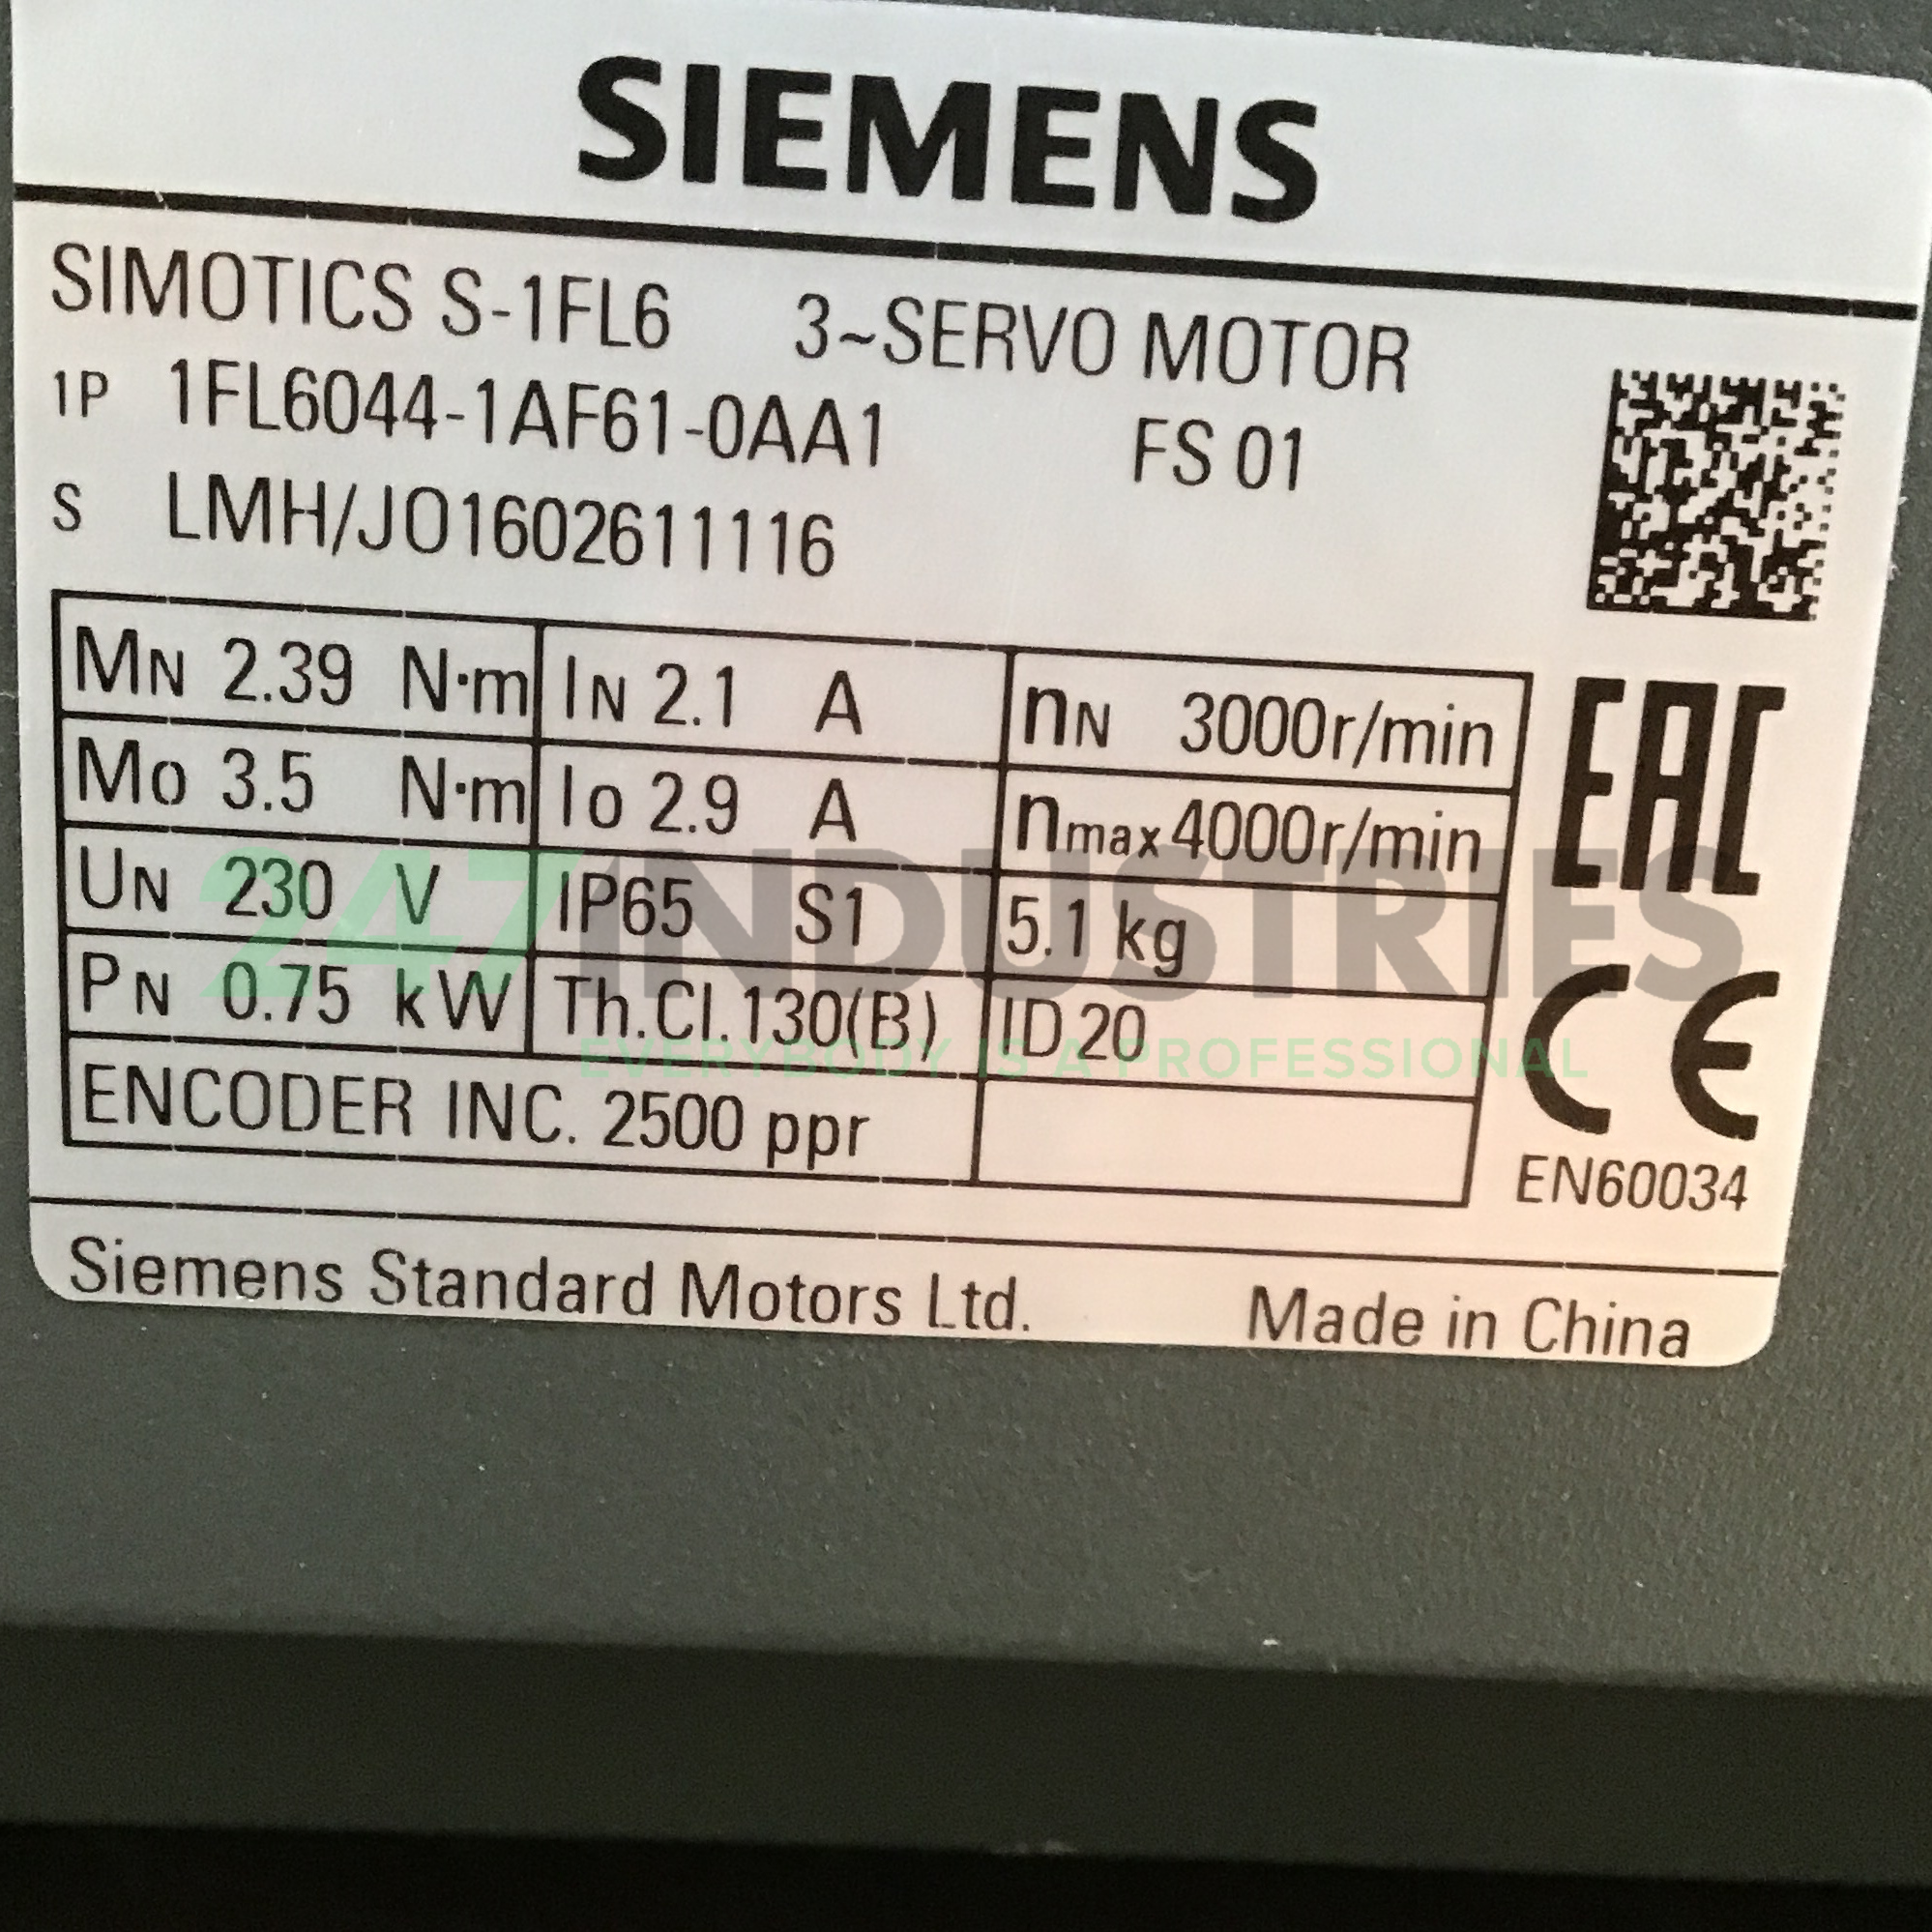 SIEMENS
SIMOTICS S-1FL6 3~SERVO MOTOR
1P 1FL6044-1AF61-0AA1 FS 01
S LMH/JO1602611116
MN 2.39 N·m IN 2.1 A nN 3000r/min
Mo 3.5 N·m Io 2.9 A nmax 4000r/min
UN 230 V IP65 S1 5.1 kg
PN 0.75 kW Th.Cl.130(B) ID 20
ENCODER INC. 2500 ppr
EAC
CE
EN60034
Siemens Standard Motors Ltd. Made in China
247INDUSTRIES
EVERYBODY IS A PROFESSIONAL